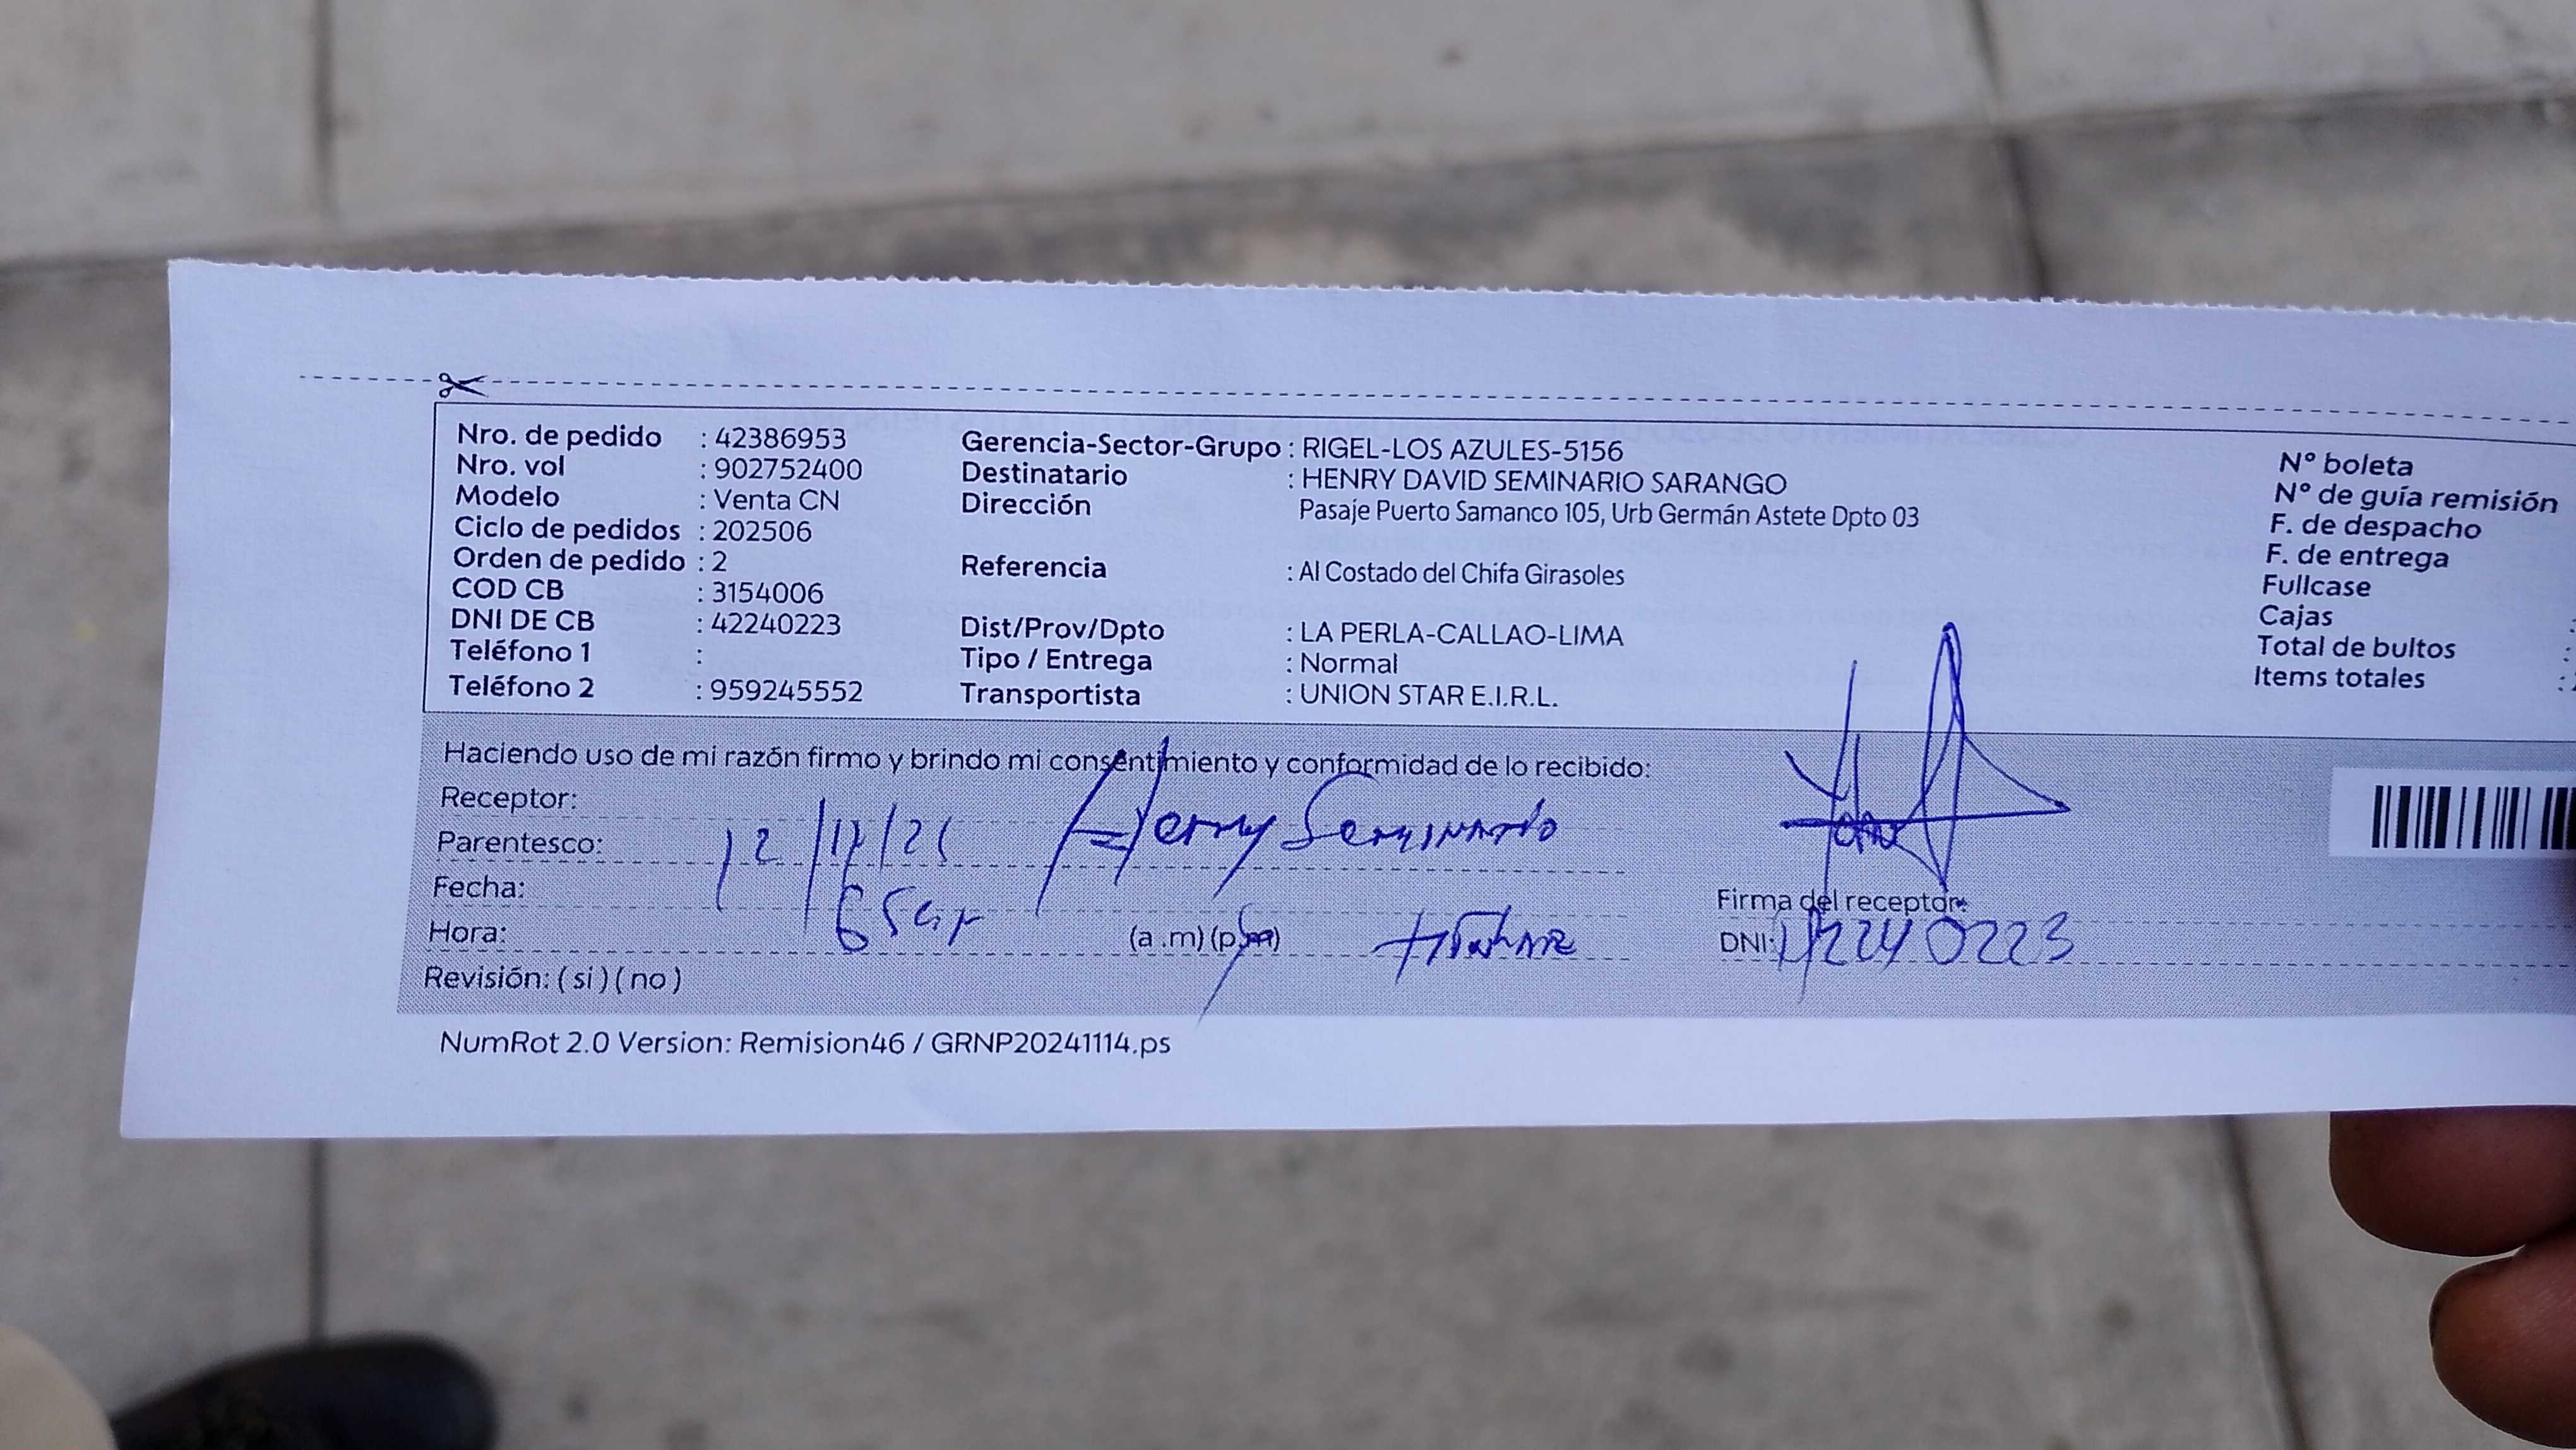 Nro. de pedido : 42386953
Nro. vol : 902752400
Modelo : Venta CN
Ciclo de pedidos : 202506
Orden de pedido : 2
COD CB : 3154006
DNI DE CB : 42240223
Teléfono 1 :
Teléfono 2 : 959245552
Gerencia-Sector-Grupo : RIGEL-LOS AZULES-5156
Destinatario : HENRY DAVID SEMINARIO SARANGO
Dirección Pasaje Puerto Samanco 105, Urb Germán Astete Dpto 03
Referencia : Al Costado del Chifa Girasoles
Dist/Prov/Dpto : LA PERLA-CALLAO-LIMA
Tipo / Entrega : Normal
Transportista : UNION STAR E.I.R.L.
N° boleta
N° de guía remisión
F. de despacho
F. de entrega
Fullcase
Cajas :
Total de bultos :
Items totales :
Haciendo uso de mi razón firmo y brindo mi consentimiento y conformidad de lo recibido:
Receptor:
Parentesco: Henry Seminario
Fecha:
Hora: (a .m) (p.m)
Revisión: ( si ) ( no )
Firma del receptor:
DNI: 42240223
NumRot 2.0 Version: Remision46 / GRNP20241114.ps